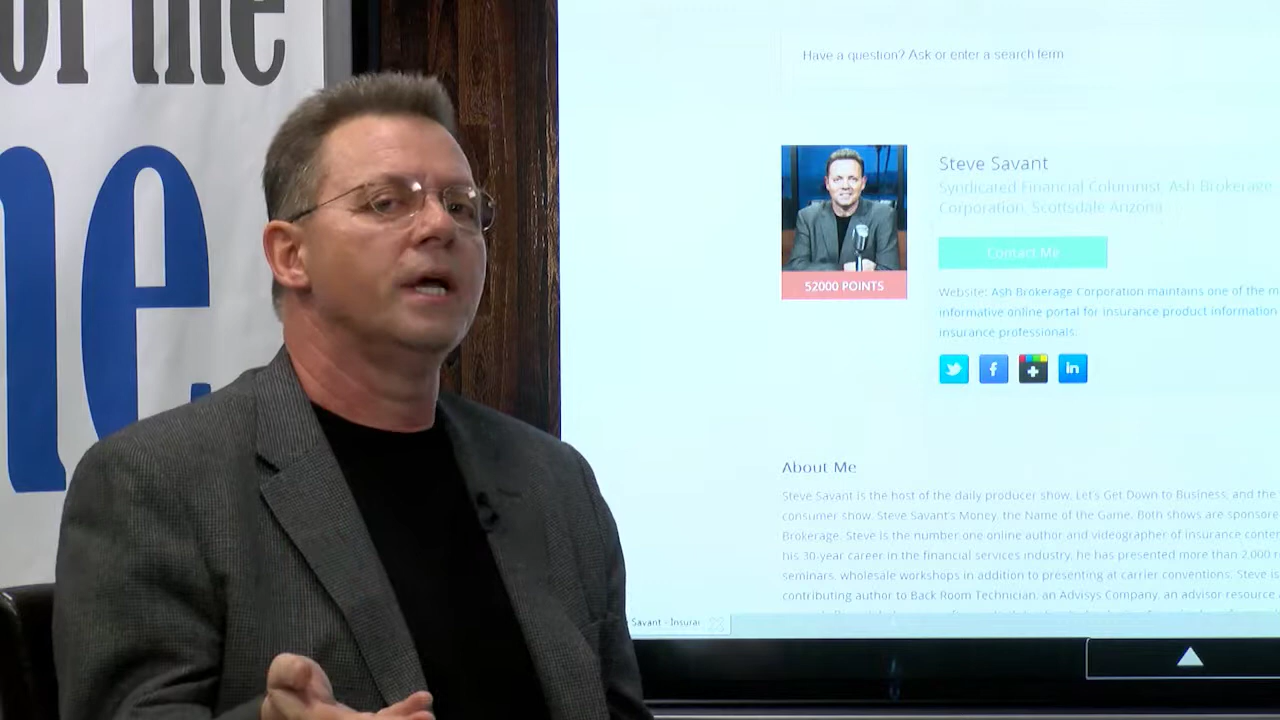 or the
ne
Have a question? Ask or enter a search term
Steve Savant
Syndicated Financial Columnist, Ash Brokerage
Corporation, Scottsdale Arizona
Contact Me
52000 POINTS
Website: Ash Brokerage Corporation maintains one of the m
informative online portal for insurance product information
insurance professionals.
in
About Me
Steve Savant is the host of the daily producer show, Let's Get Down to Business, and the
consumer show, Steve Savant's Money, the Name of the Game. Both shows are sponsore
Brokerage. Steve is the number one online author and videographer of insurance conte
his 30-year career in the financial services industry, he has presented more than 2,000
seminars, wholesale workshops in addition to presenting at carrier conventions. Steve is
contributing author to Back Room Technician, an Advisys Company, an advisor resource
Savant - Insura